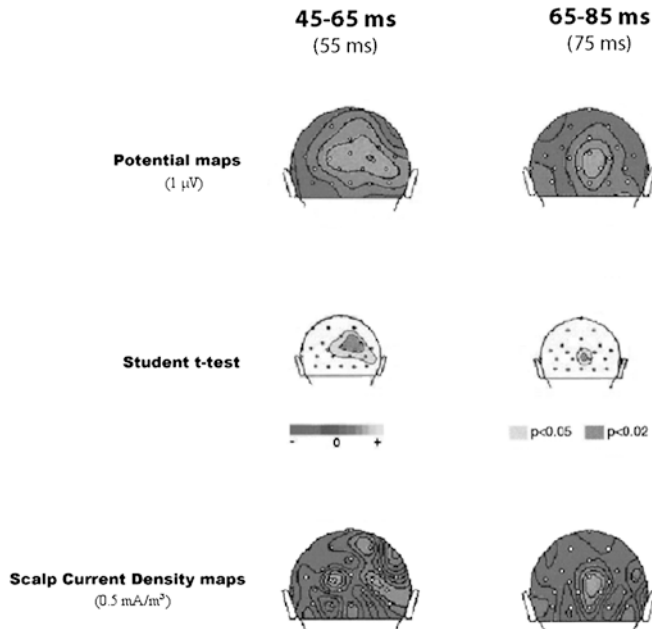 45-65 ms
(55 ms)
65-85 ms
(75 ms)
Potential maps
(1 µV)
Student t-test
- 0 +
p<0.05 p<0.02
Scalp Current Density maps
(0.5 mA/m³)